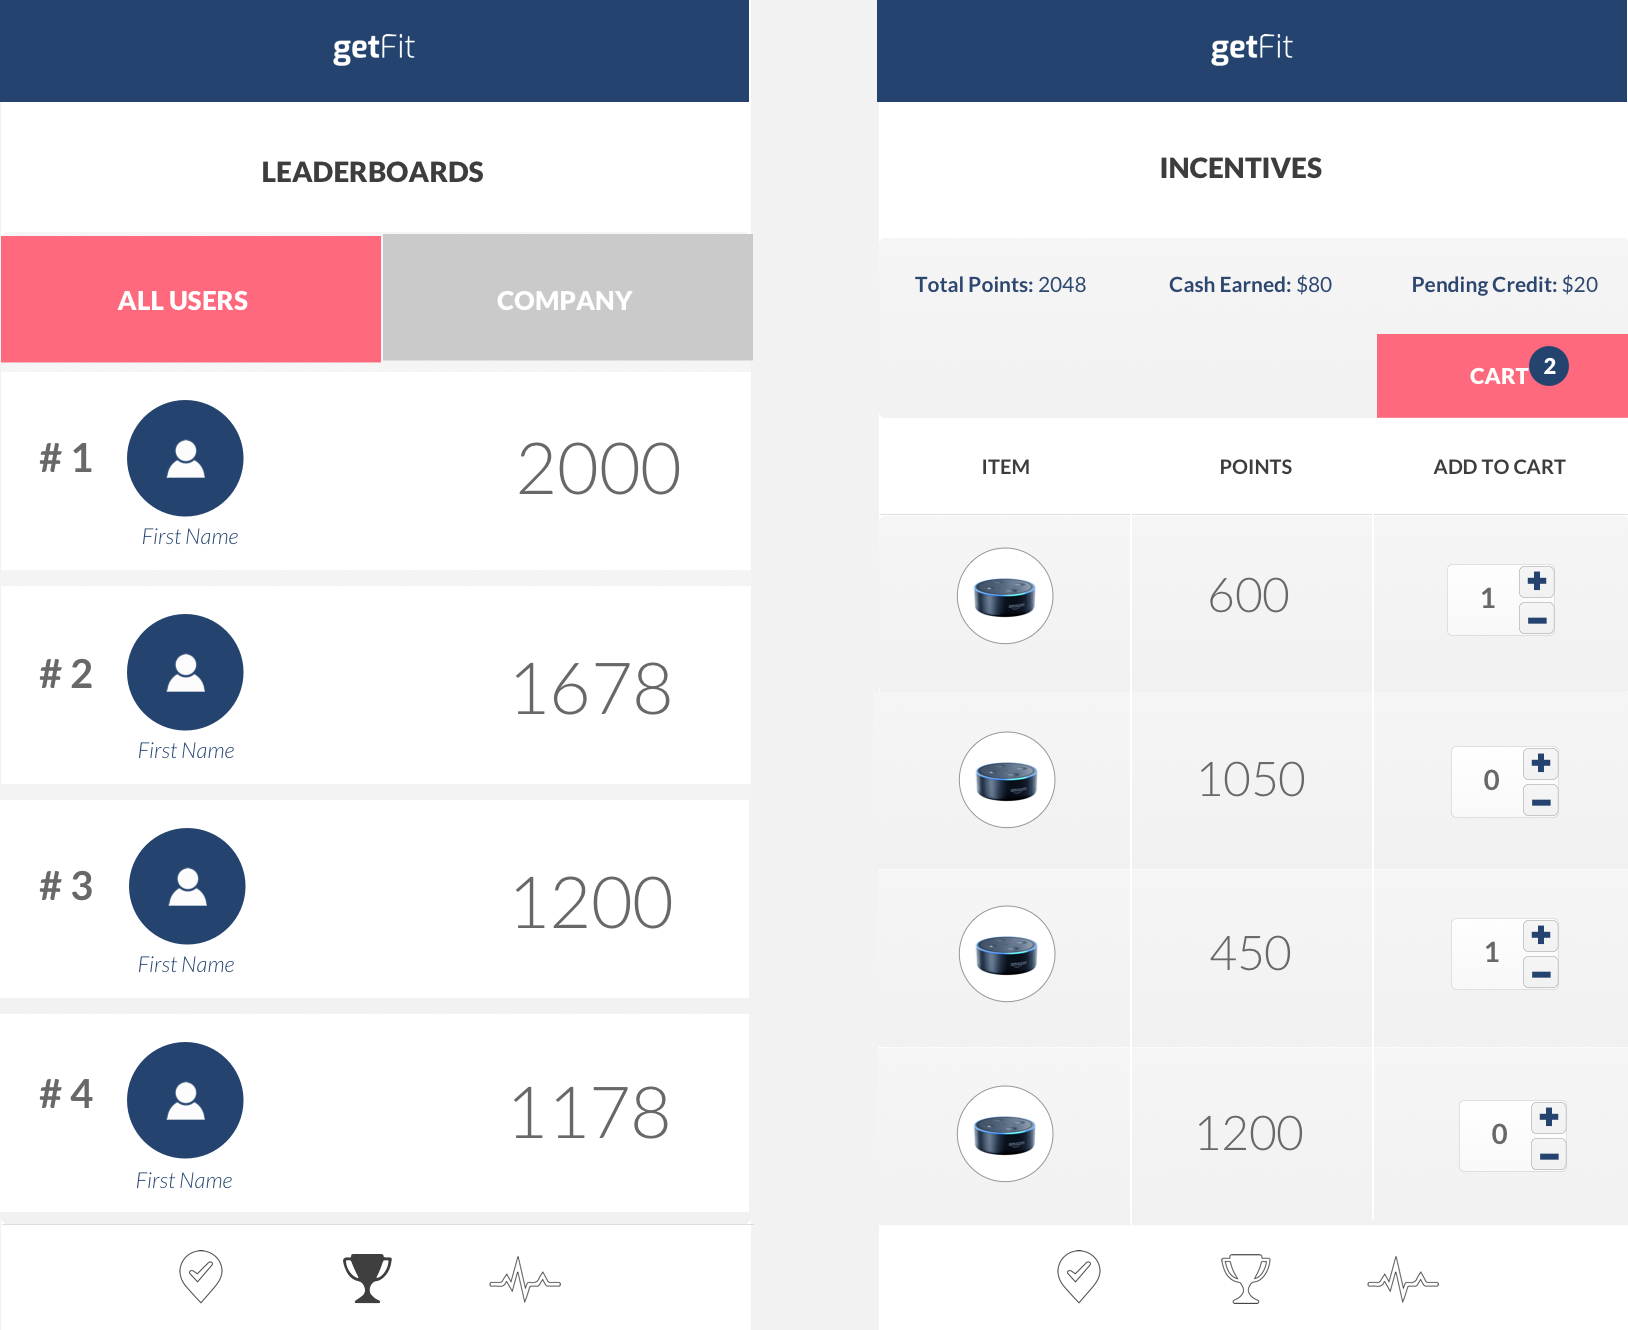 getFit
LEADERBOARDS
ALL USERS COMPANY
# 1 2000
First Name
# 2 1678
First Name
# 3 1200
First Name
# 4 1178
First Name
getFit
INCENTIVES
Total Points: 2048 Cash Earned: $80 Pending Credit: $20
CART 2
ITEM POINTS ADD TO CART
600 1
1050 0
450 1
1200 0